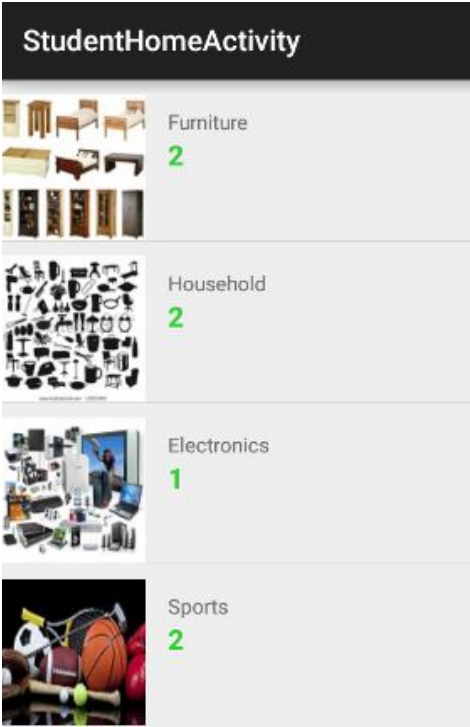 StudentHomeActivity
Furniture
2
Household
2
Electronics
1
Sports
2